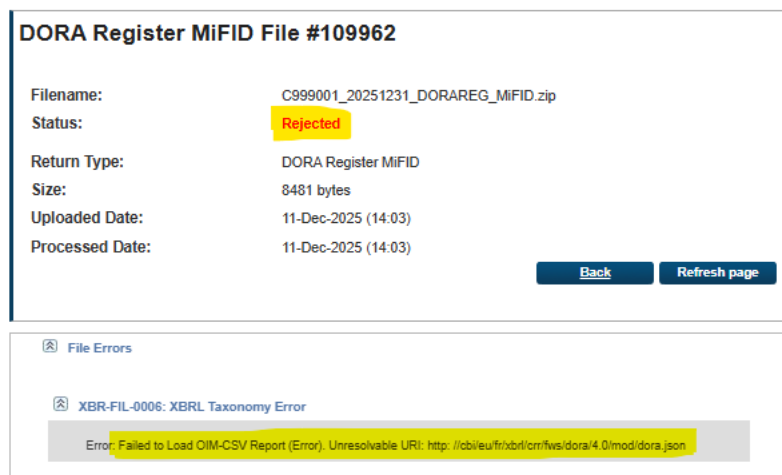 DORA Register MiFID File #109962
Filename: C999001_20251231_DORAREG_MiFID.zip
Status: Rejected
Return Type: DORA Register MiFID
Size: 8481 bytes
Uploaded Date: 11-Dec-2025 (14:03)
Processed Date: 11-Dec-2025 (14:03)
Back Refresh page
File Errors
XBR-FIL-0006: XBRL Taxonomy Error
Error: Failed to Load OIM-CSV Report (Error). Unresolvable URI: http: //cbi/eu/fr/xbrl/crr/fws/dora/4.0/mod/dora.json